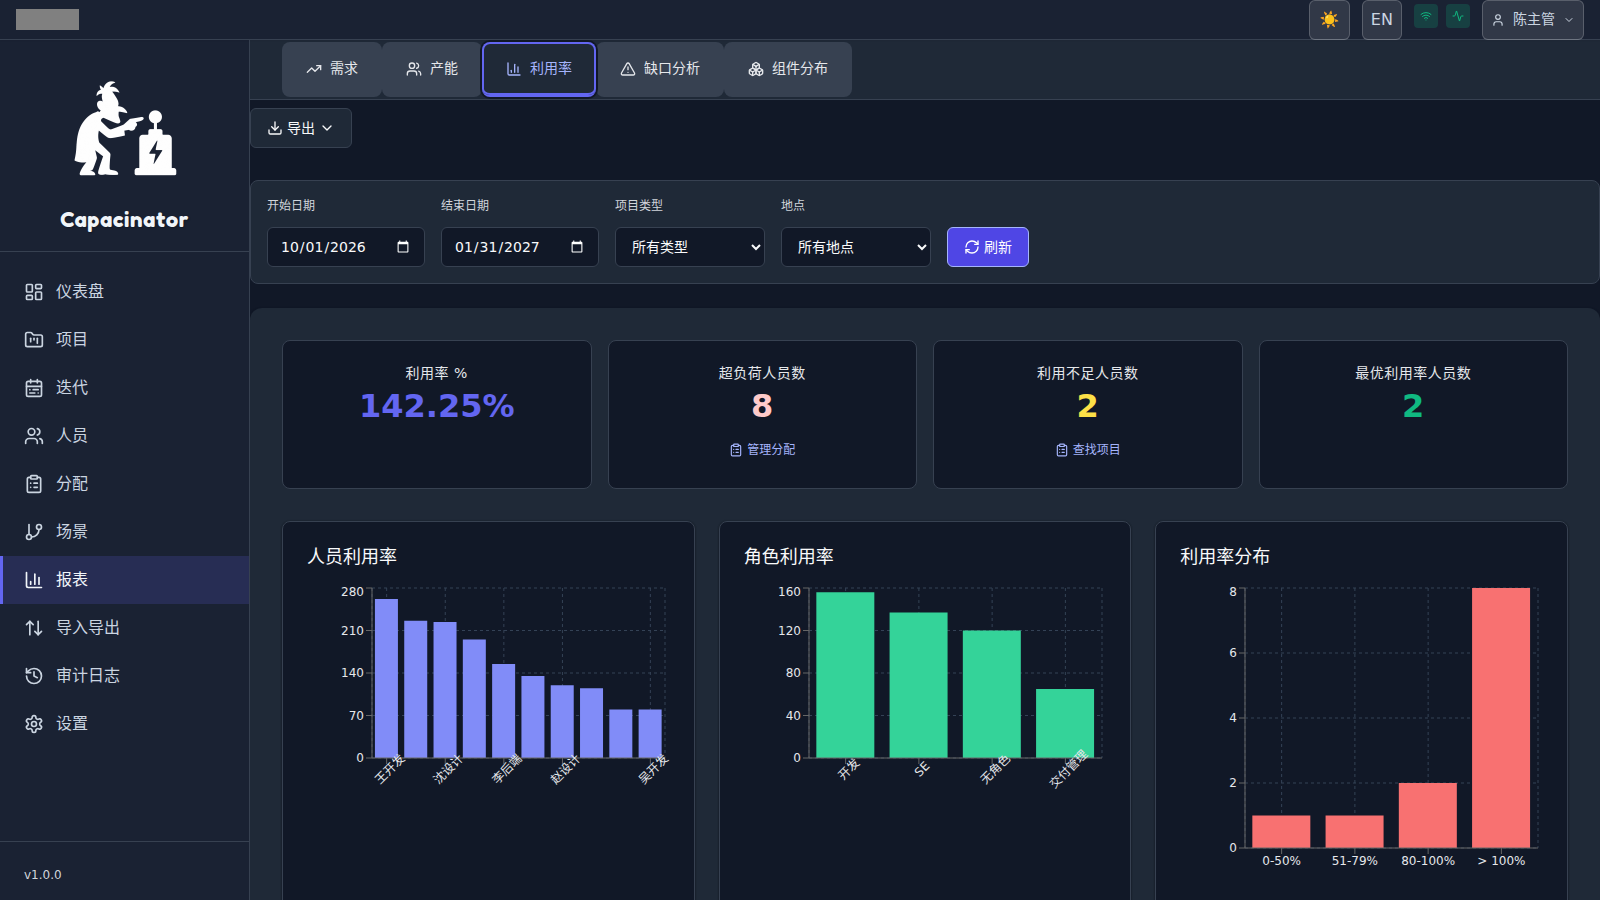 EN
陈主管
Capacinator
仪表盘
项目
迭代
人员
分配
场景
报表
导入导出
审计日志
设置
v1.0.0
需求
产能
利用率
缺口分析
组件分布
导出
开始日期
结束日期
项目类型
地点
10/01/2026
01/31/2027
所有类型
所有地点
刷新
利用率 %
142.25%
超负荷人员数
8
管理分配
利用不足人员数
2
查找项目
最优利用率人员数
2
人员利用率
280
210
140
70
0
王开发
沈设计
李后端
赵设计
吴开发
角色利用率
160
120
80
40
0
开发
SE
无角色
交付管理
利用率分布
8
6
4
2
0
0-50%
51-79%
80-100%
> 100%